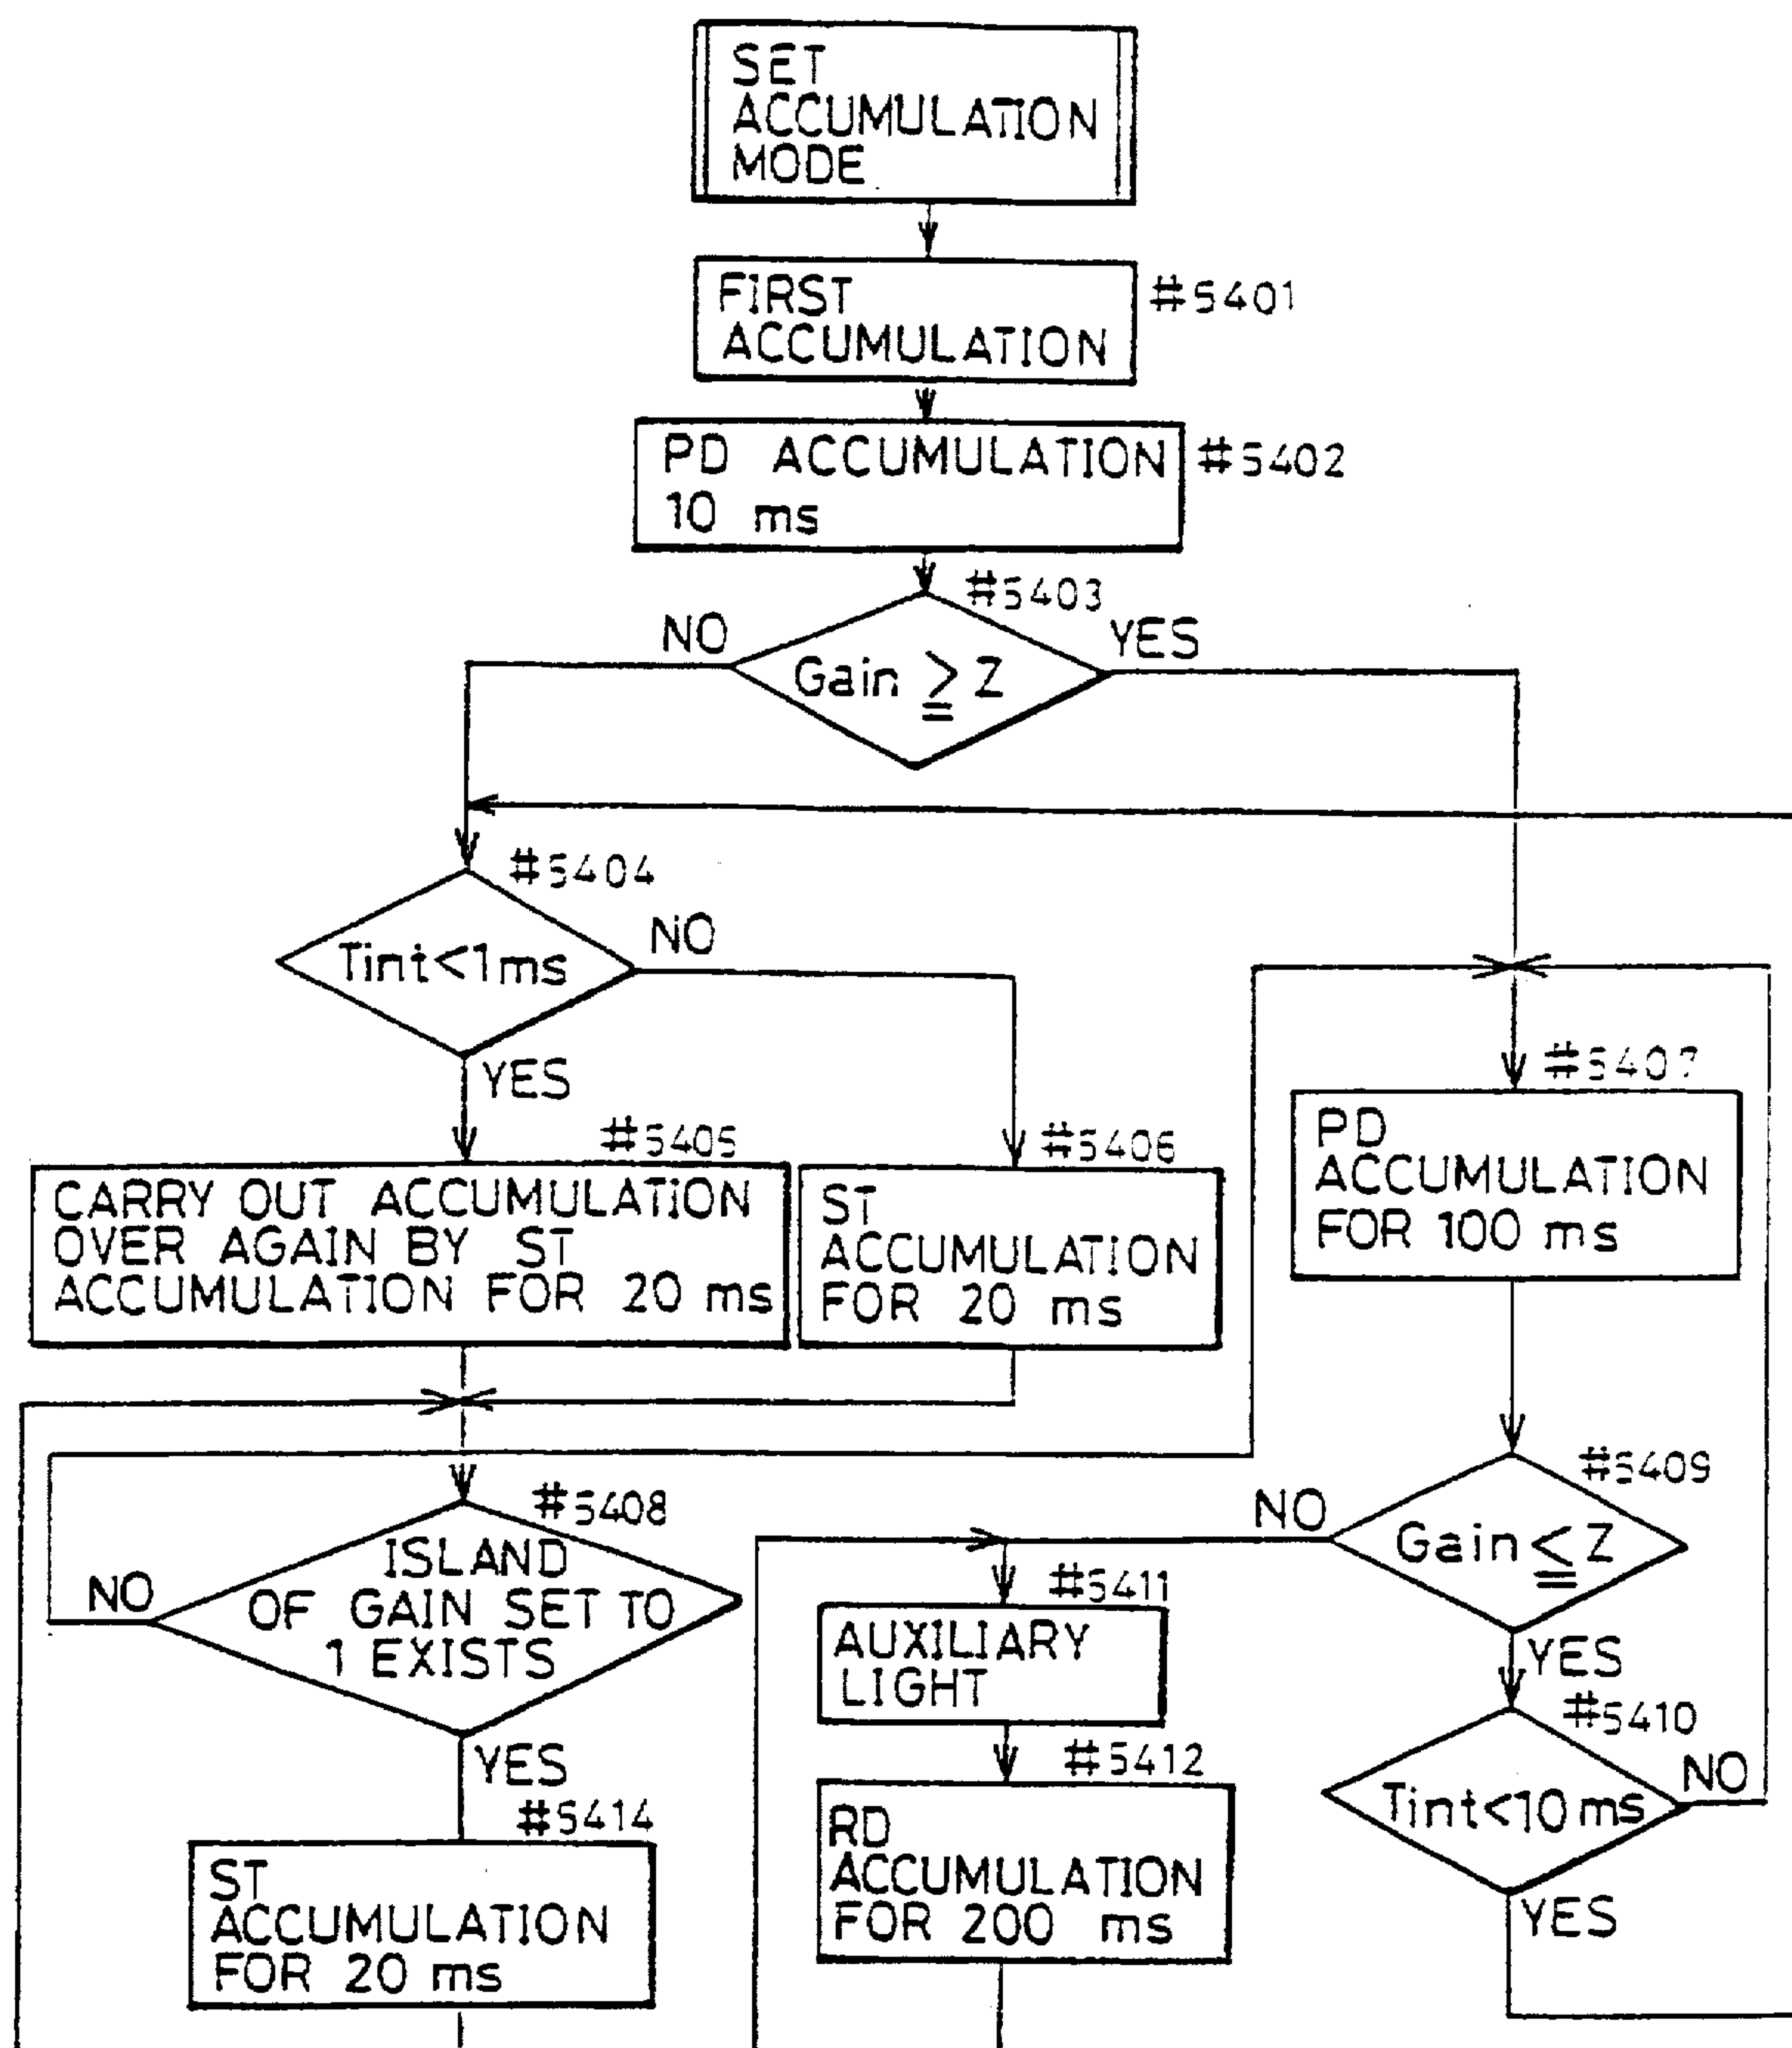 SET
ACCUMULATION
MODE
FIRST
ACCUMULATION
#5401
PD ACCUMULATION
10 ms
#5402
#5403
NO
YES
Gain ≧ Z
#5404
Tint<1ms
NO
YES
#5405
CARRY OUT ACCUMULATION
OVER AGAIN BY ST
ACCUMULATION FOR 20 ms
#5406
ST
ACCUMULATION
FOR 20 ms
#5407
PD
ACCUMULATION
FOR 100 ms
#5408
ISLAND
OF GAIN SET TO
1 EXISTS
NO
YES
#5409
NO
Gain ≦ Z
YES
#5411
AUXILIARY
LIGHT
#5410
Tint<10 ms
NO
YES
#5412
RD
ACCUMULATION
FOR 200 ms
#5414
ST
ACCUMULATION
FOR 20 ms